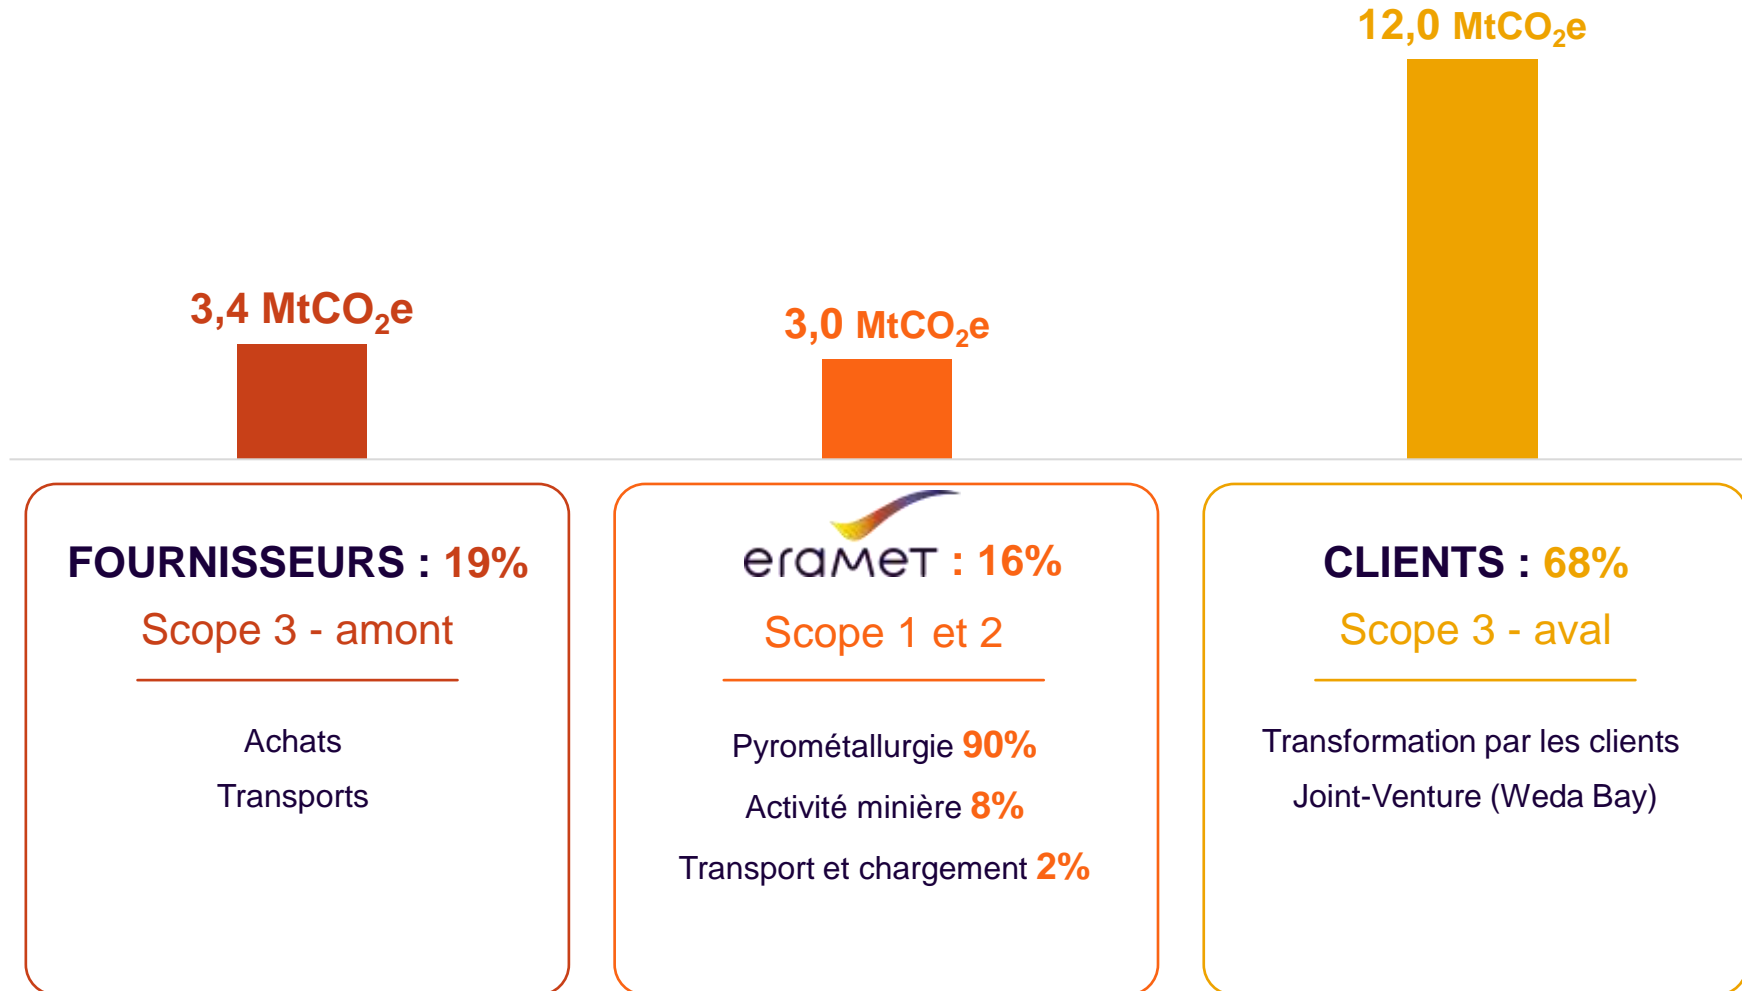 12,0 MtCO₂e
3,4 MtCO₂e
3,0 MtCO₂e
FOURNISSEURS : 19%
Scope 3 - amont
Achats
Transports
eramet : 16%
Scope 1 et 2
Pyrométallurgie 90%
Activité minière 8%
Transport et chargement 2%
CLIENTS : 68%
Scope 3 - aval
Transformation par les clients
Joint-Venture (Weda Bay)